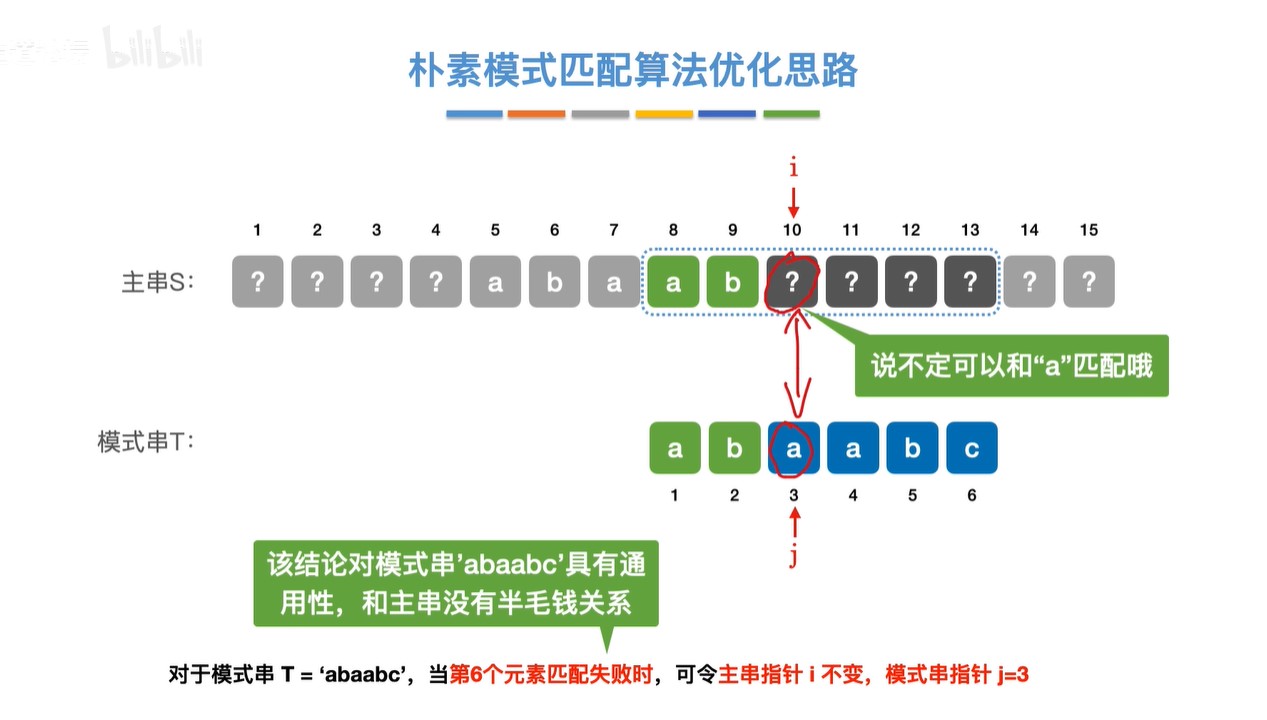 bilibili
朴素模式匹配算法优化思路
i
1 2 3 4 5 6 7 8 9 10 11 12 13 14 15
主串S: ? ? ? ? a b a a b ? ? ? ? ? ?
说不定可以和“a”匹配哦
模式串T: a b a a b c
1 2 3 4 5 6
j
该结论对模式串’abaabc’具有通
用性，和主串没有半毛钱关系
对于模式串 T = ‘abaabc’，当第6个元素匹配失败时，可令主串指针 i 不变，模式串指针 j=3